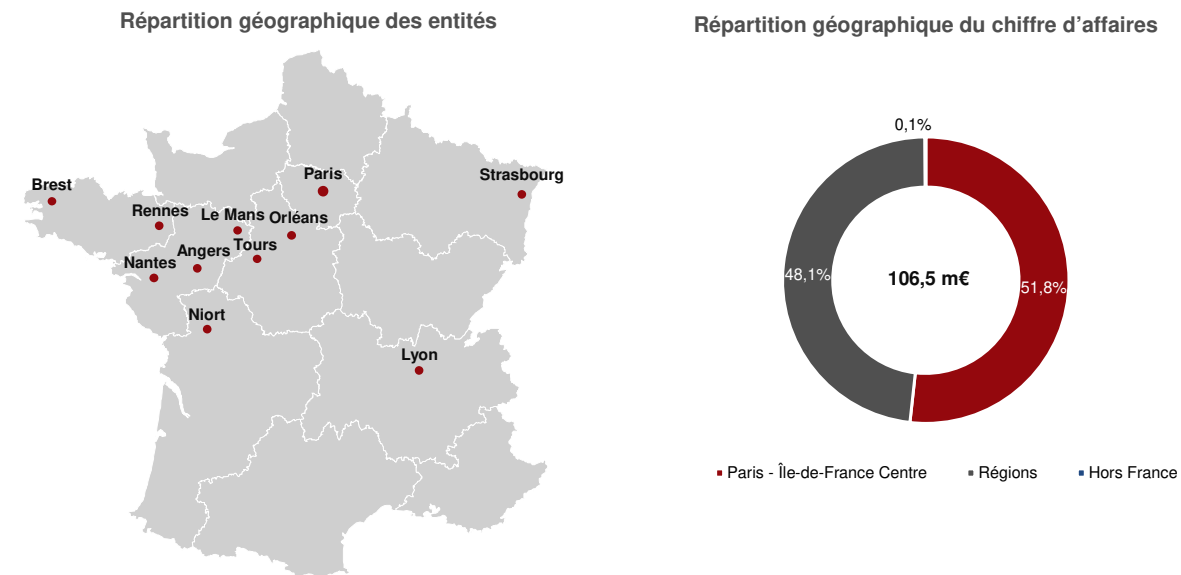 Répartition géographique des entités
Paris
Strasbourg
Brest
Rennes
Le Mans
Orléans
Angers
Tours
Nantes
Niort
Lyon
Répartition géographique du chiffre d’affaires
0,1%
48,1%
106,5 m€
51,8%
Paris - Île-de-France Centre
Régions
Hors France